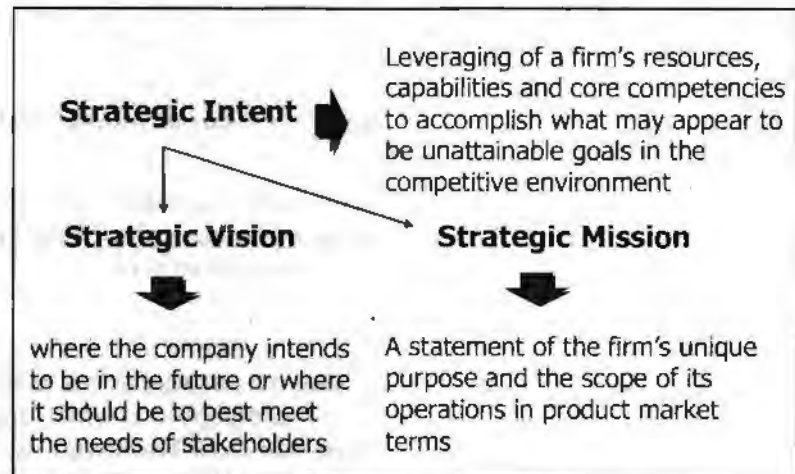 Strategic Intent
Leveraging of a firm's resources,
capabilities and core competencies
to accomplish what may appear to
be unattainable goals in the
competitive environment
Strategic Vision
Strategic Mission
where the company intends
to be in the future or where
it should be to best meet
the needs of stakeholders
A statement of the firm's unique
purpose and the scope of its
operations in product market
terms